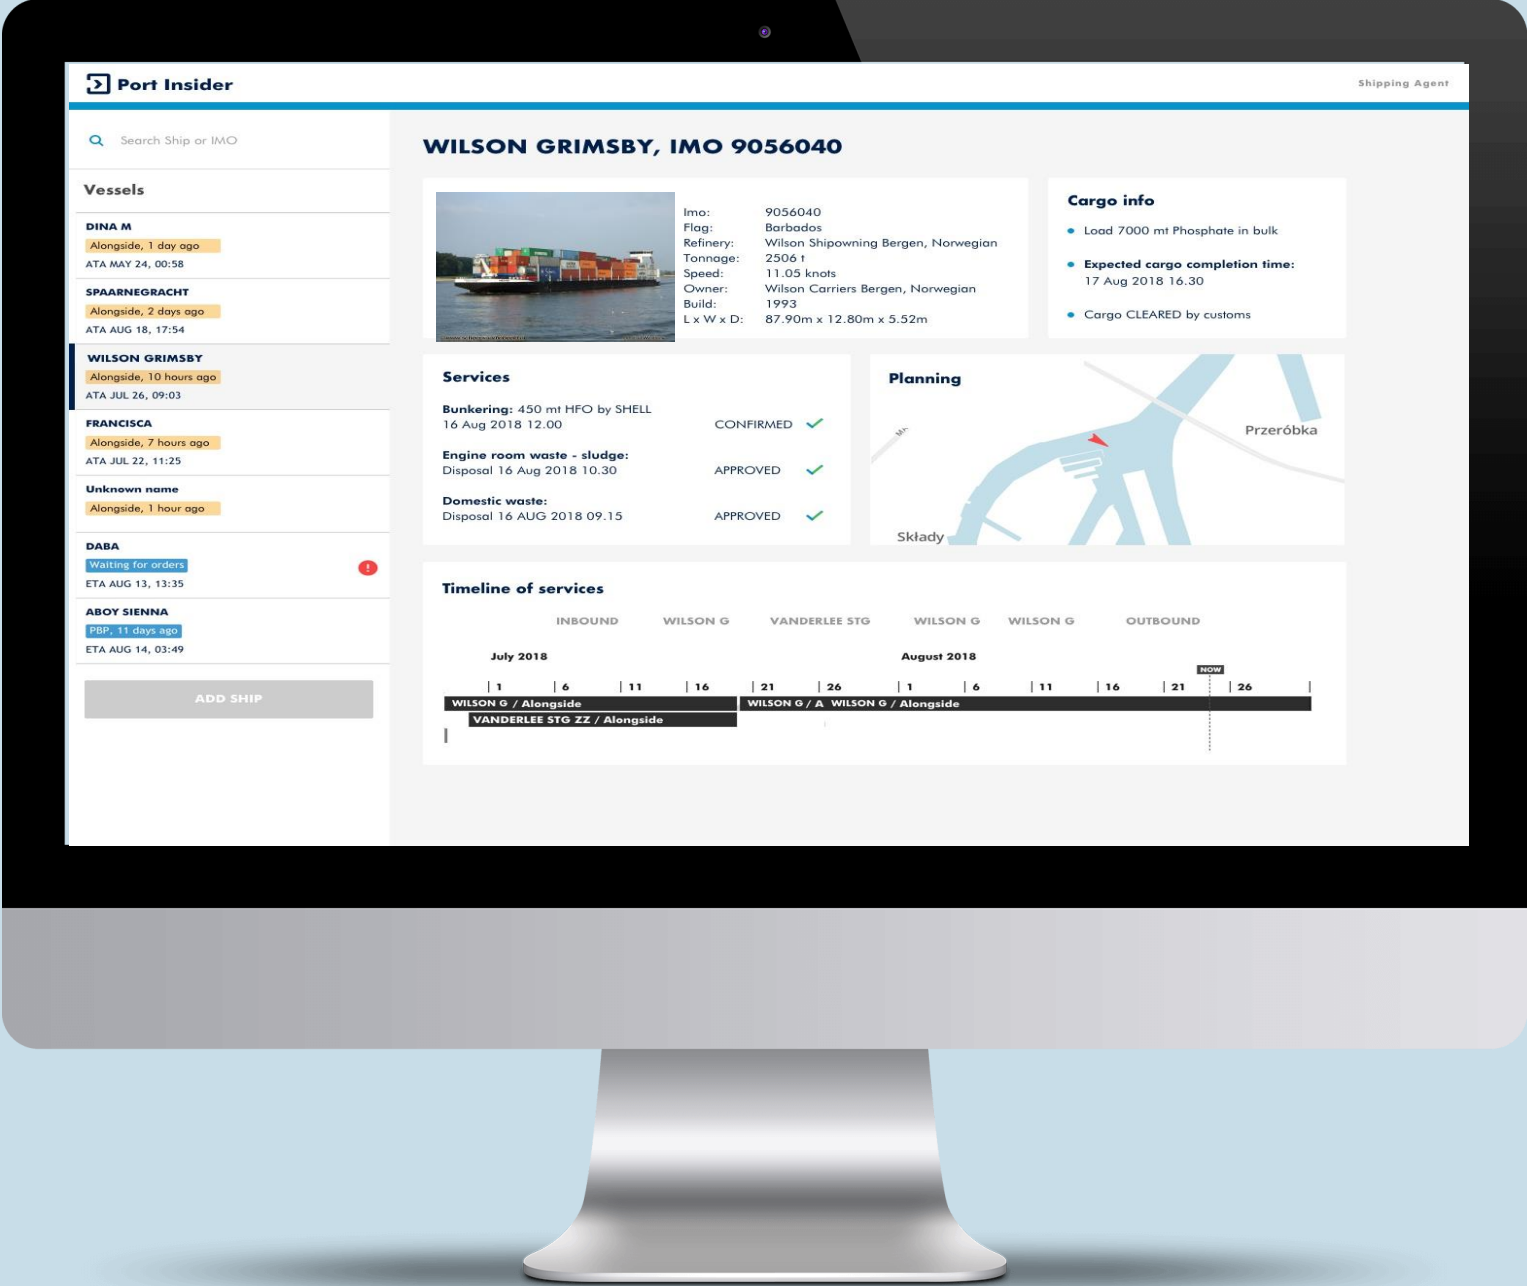 Port Insider
Shipping Agent
Search Ship or IMO
Vessels
DINA M
Alongside, 1 day ago
ATA MAY 24, 00:58
SPAARNEGRACHT
Alongside, 2 days ago
ATA AUG 18, 17:54
WILSON GRIMSBY
Alongside, 10 hours ago
ATA JUL 26, 09:03
FRANCISCA
Alongside, 7 hours ago
ATA JUL 22, 11:25
Unknown name
Alongside, 1 hour ago
DABA
Waiting for orders
!
ETA AUG 13, 13:35
ABOY SIENNA
PBP, 11 days ago
ETA AUG 14, 03:49
ADD SHIP
WILSON GRIMSBY, IMO 9056040
Imo: 9056040
Flag: Barbados
Refinery: Wilson Shipowning Bergen, Norwegian
Tonnage: 2506 t
Speed: 11.05 knots
Owner: Wilson Carriers Bergen, Norwegian
Build: 1993
L x W x D: 87.90m x 12.80m x 5.52m
Cargo info
Load 7000 mt Phosphate in bulk
Expected cargo completion time:
17 Aug 2018 16.30
Cargo CLEARED by customs
Services
Bunkering: 450 mt HFO by SHELL
16 Aug 2018 12.00 CONFIRMED
Engine room waste - sludge:
Disposal 16 Aug 2018 10.30 APPROVED
Domestic waste:
Disposal 16 AUG 2018 09.15 APPROVED
Planning
Przeróbka
Składy
Timeline of services
INBOUND WILSON G VANDERLEE STG WILSON G WILSON G OUTBOUND
July 2018 August 2018
NOW
1 6 11 16 21 26 1 6 11 16 21 26
WILSON G / Alongside WILSON G / A WILSON G / Alongside
VANDERLEE STG ZZ / Alongside